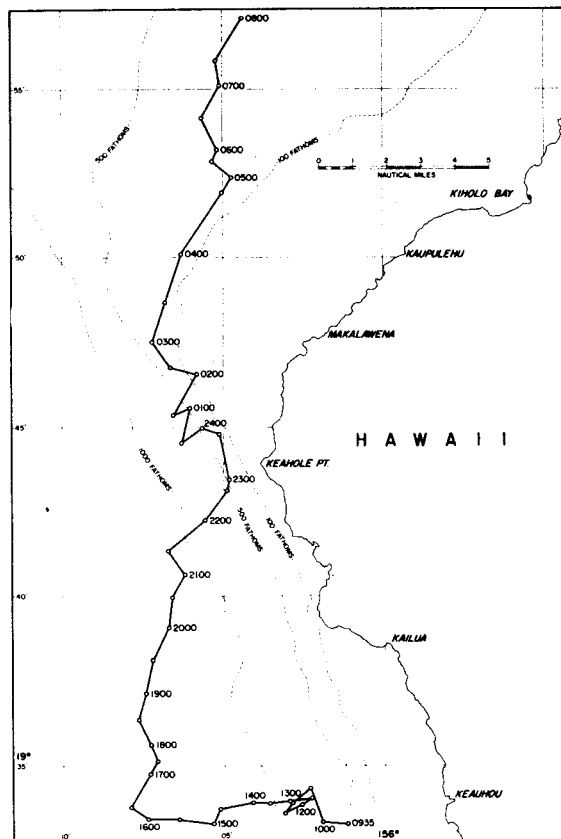 0800
55'
0700
500 FATHOMS
0600
100 FATHOMS
0 1 2 3 4 5
NAUTICAL MILES
0500
KIHOLO BAY
50'
0400
KAUPULEHU
0300
MAKALAWENA
0200
0100
45'
2400
HAWAII
1000 FATHOMS
KEAHOLE PT.
2300
500 FATHOMS
100 FATHOMS
2200
2100
40'
2000
KAILUA
1900
1800
19° 35'
1700
1400
1300
KEAUHOU
1200
1600
1500
1000
0935
10'
05'
156°